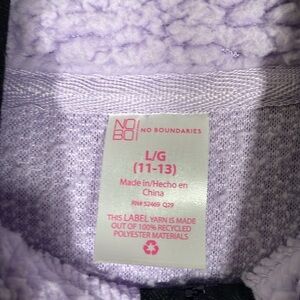 NO
BO
NO BOUNDARIES
L/G
(11-13)
Made in/Hecho en
China
RN# 52469 Q29
THIS LABEL YARN IS MADE
OUT OF 100% RECYCLED
POLYESTER MATERIALS